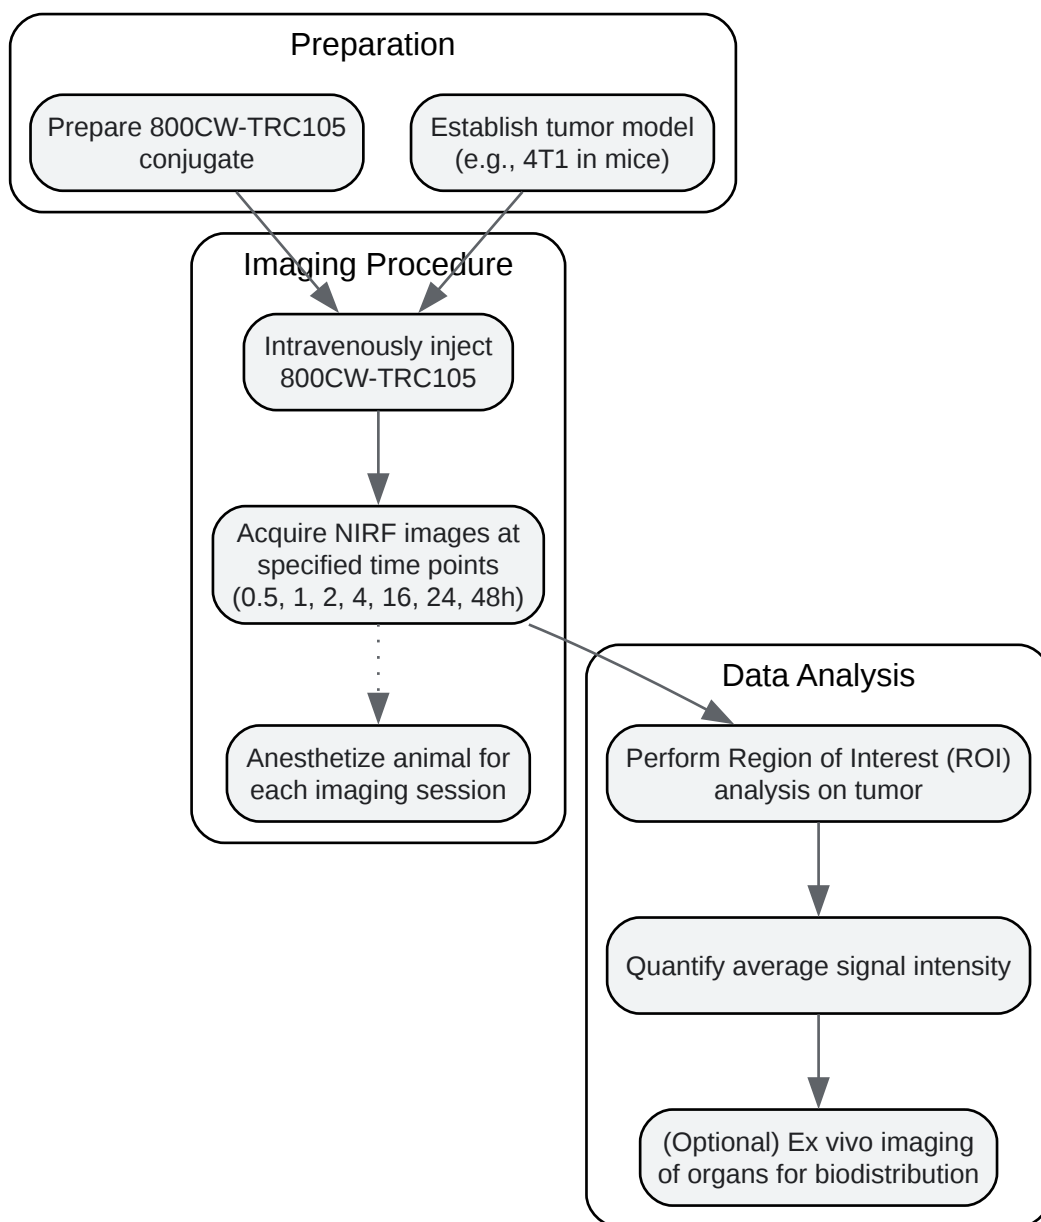 Preparation
Prepare 800CW-TRC105
conjugate
Establish tumor model
(e.g., 4T1 in mice)
Imaging Procedure
Intravenously inject
800CW-TRC105
Acquire NIRF images at
specified time points
(0.5, 1, 2, 4, 16, 24, 48h)
Anesthetize animal for
each imaging session
Data Analysis
Perform Region of Interest (ROI)
analysis on tumor
Quantify average signal intensity
(Optional) Ex vivo imaging
of organs for biodistribution